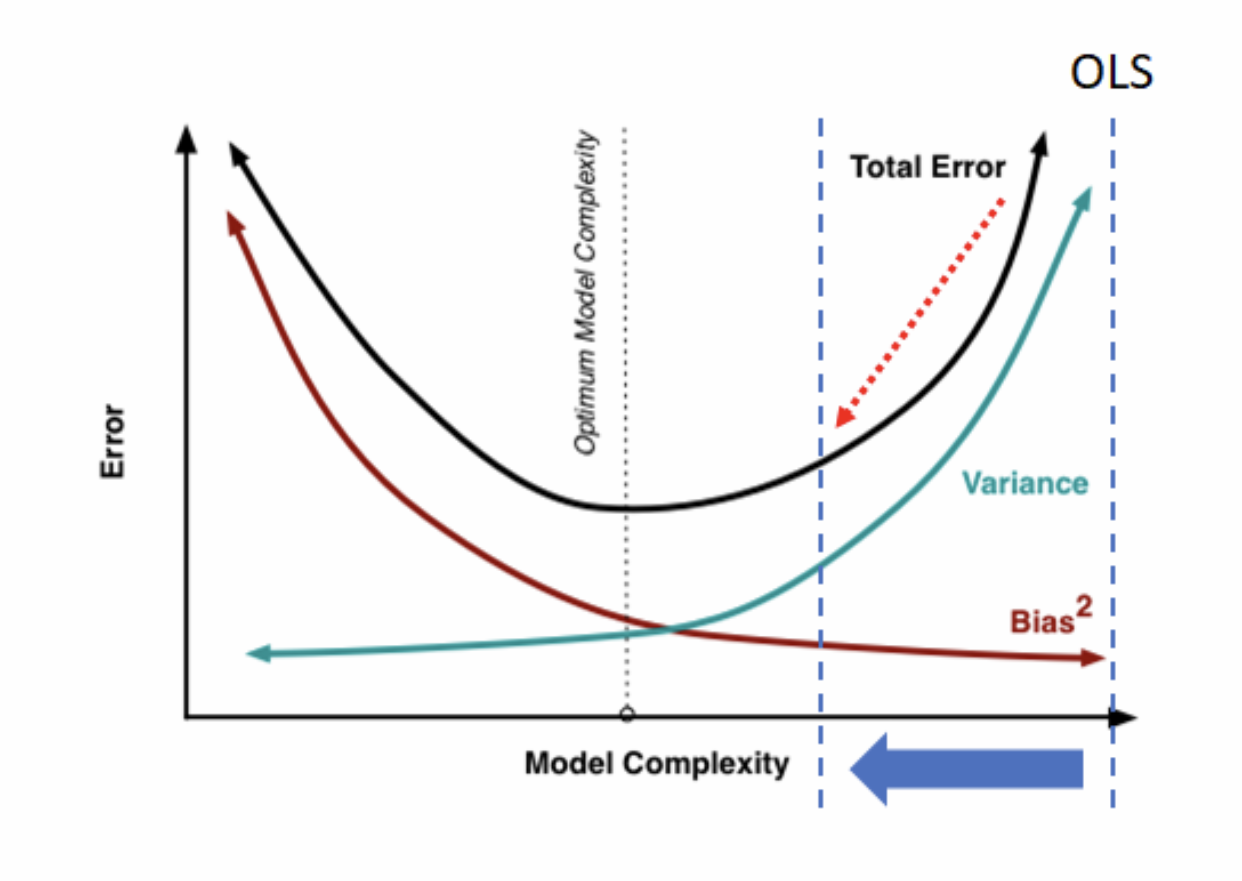 OLS
Total Error
Optimum Model Complexity
Error
Variance
Bias²
Model Complexity